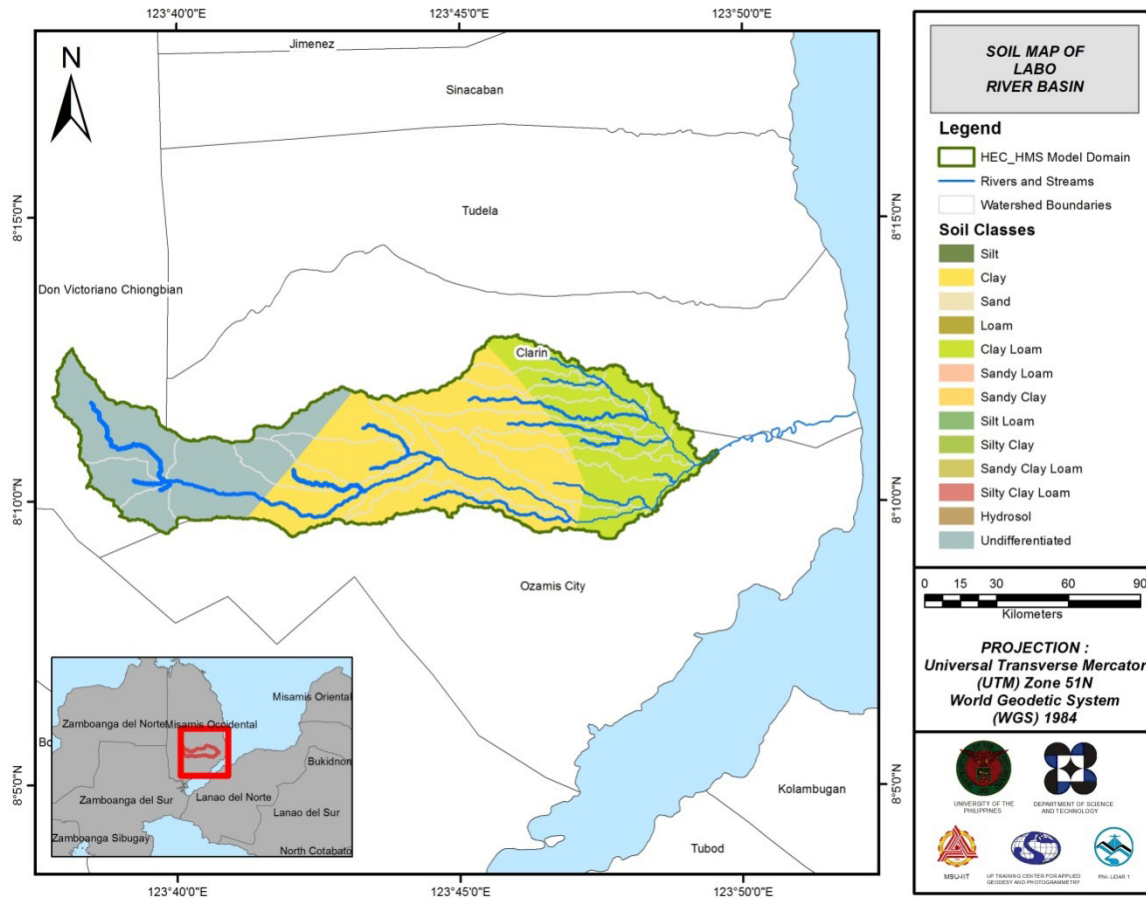 123°40'0"E
123°45'0"E
123°50'0"E
N
Jimenez
Sinacaban
Tudela
8°15'0"N
8°15'0"N
Don Victoriano Chiongbian
Clarin
8°10'0"N
8°10'0"N
Ozamis City
8°5'0"N
8°5'0"N
Kolambugan
Tubod
Misamis Oriental
Zamboanga del Norte
Misamis Occidental
Bukidnon
Zamboanga del Sur
Lanao del Norte
Lanao del Sur
Zamboanga Sibugay
North Cotabato
123°40'0"E
123°45'0"E
123°50'0"E
SOIL MAP OF
LABO
RIVER BASIN
Legend
HEC_HMS Model Domain
Rivers and Streams
Watershed Boundaries
Soil Classes
Silt
Clay
Sand
Loam
Clay Loam
Sandy Loam
Sandy Clay
Silt Loam
Silty Clay
Sandy Clay Loam
Silty Clay Loam
Hydrosol
Undifferentiated
0 15 30 60 90
Kilometers
PROJECTION :
Universal Transverse Mercator
(UTM) Zone 51N
World Geodetic System
(WGS) 1984
UNIVERSITY OF THE
PHILIPPINES
DEPARTMENT OF SCIENCE
AND TECHNOLOGY
MSU-IIT
UP TRAINING CENTER FOR APPLIED
GEODESY AND PHOTOGRAMMETRY
Phil- LiDAR 1